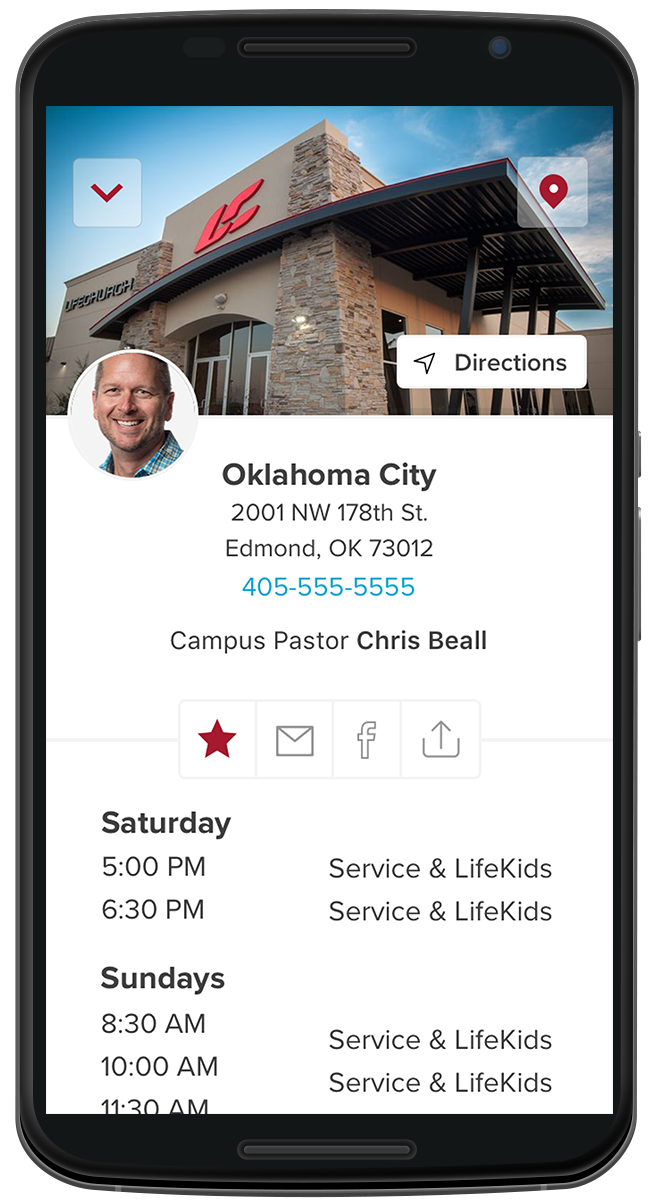 LIFECHURCH
Directions
Oklahoma City
2001 NW 178th St.
Edmond, OK 73012
405-555-5555
Campus Pastor Chris Beall
Saturday
5:00 PM Service & LifeKids
6:30 PM Service & LifeKids
Sundays
8:30 AM Service & LifeKids
10:00 AM Service & LifeKids
11:30 AM